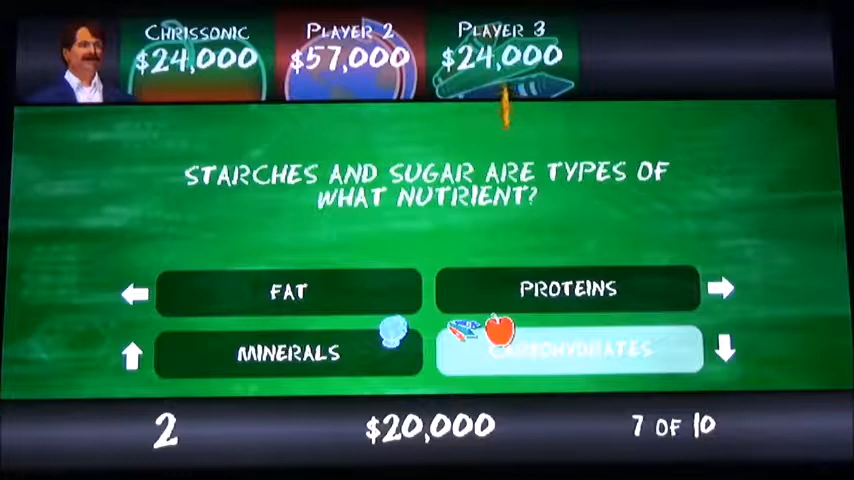 CHRISSONIC
PLAYER 2
PLAYER 3
$24,000
$57,000
$24,000
STARCHES AND SUGAR ARE TYPES OF
WHAT NUTRIENT?
FAT
PROTEINS
MINERALS
CARBOHYDRATES
2
$20,000
7 OF 10